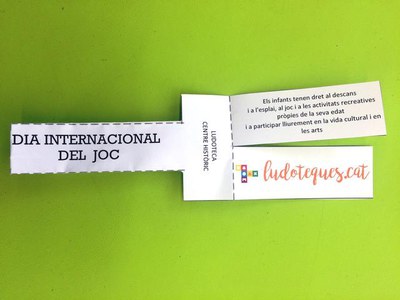 DIA INTERNACIONAL
DEL JOC
LUDOTECA
CENTRE HISTÒRIC
Els infants tenen dret al descans
i a l'esplai, al joc i a les activitats recreatives
pròpies de la seva edat
i a participar lliurement en la vida cultural i en
les arts
ludoteques.cat